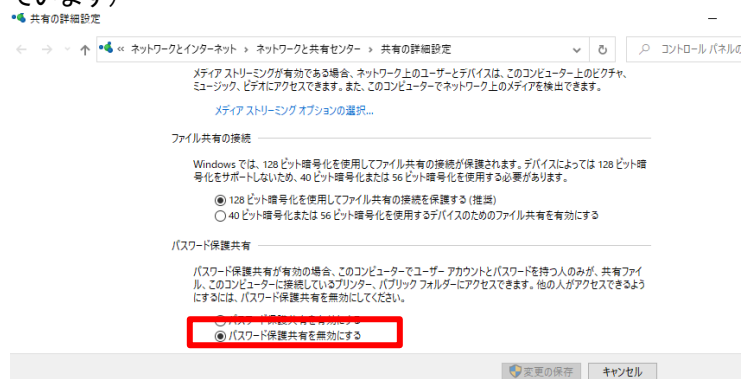 ています）
共有の詳細設定
« ネットワークとインターネット › ネットワークと共有センター › 共有の詳細設定
コントロール パネルの
メディア ストリーミングが有効である場合、ネットワーク上のユーザーとデバイスは、このコンピューター上のピクチャ、
ミュージック、ビデオにアクセスできます。また、このコンピューターでネットワーク上のメディアを検出できます。
メディア ストリーミング オプションの選択...
ファイル共有の接続
Windows では、128 ビット暗号化を使用してファイル共有の接続が保護されます。デバイスによっては 128 ビット暗
号化をサポートしないため、40 ビット暗号化または 56 ビット暗号化を使用する必要があります。
128 ビット暗号化を使用してファイル共有の接続を保護する (推奨)
40 ビット暗号化または 56 ビット暗号化を使用するデバイスのためのファイル共有を有効にする
パスワード保護共有
パスワード保護共有が有効の場合、このコンピューターでユーザー アカウントとパスワードを持つ人のみが、共有ファイ
ル、このコンピューターに接続しているプリンター、パブリック フォルダーにアクセスできます。他の人がアクセスできるよう
にするには、パスワード保護共有を無効にしてください。
パスワード保護共有を有効にする
パスワード保護共有を無効にする
変更の保存
キャンセル